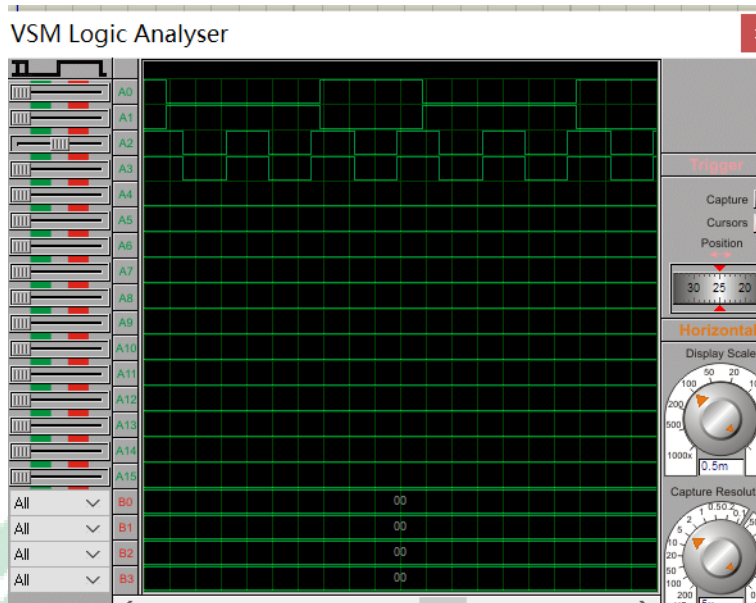 VSM Logic Analyser
A0
A1
A2
A3
A4
A5
A6
A7
A8
A9
A10
A11
A12
A13
A14
A15
All B0 00
All B1 00
All B2 00
All B3 00
Trigger
Capture
Cursors
Position
30 25 20
Horizontal
Display Scale
50 20
100
200
500
1000x
0.5m
Capture Resolut
1 0.5 0.2
2
5
10
20
50
100
200